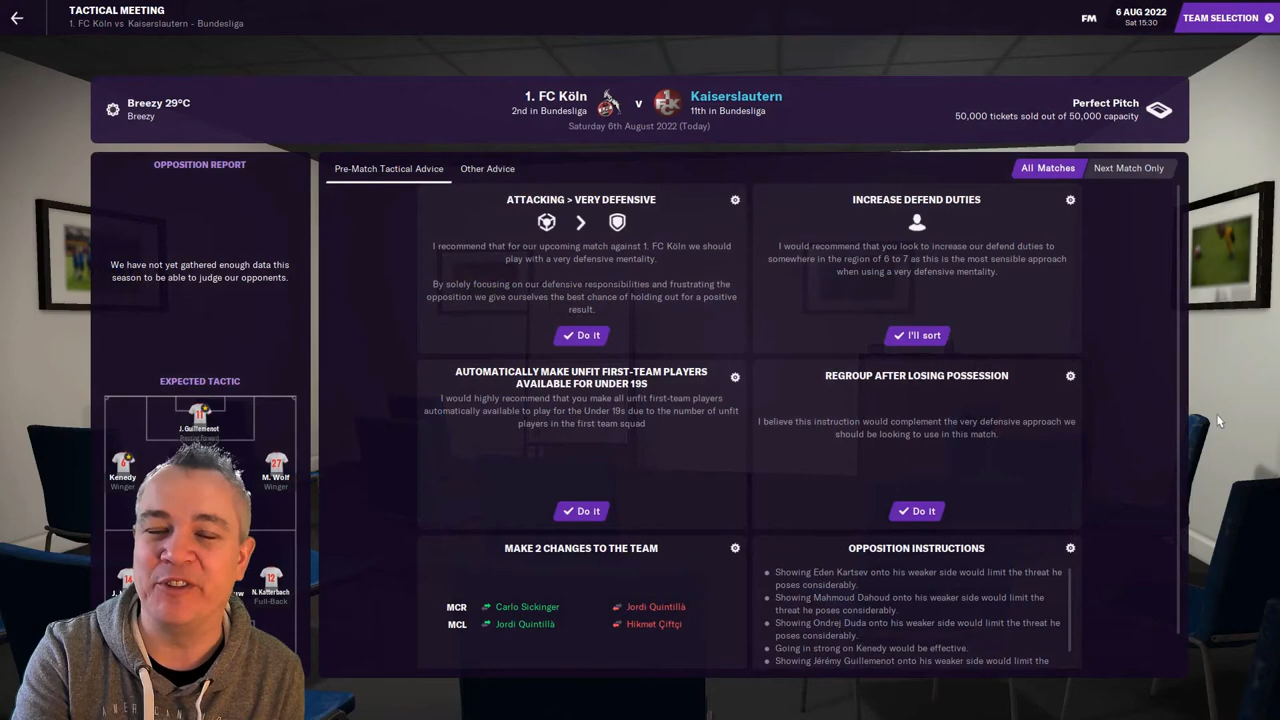 TACTICAL MEETING
1. FC Köln vs Kaiserslautern - Bundesliga
FM
6 AUG 2022
Sat 15:30
TEAM SELECTION
Breezy 29°C
Breezy
1. FC Köln
2nd in Bundesliga
v
Kaiserslautern
11th in Bundesliga
Saturday 6th August 2022 (Today)
Perfect Pitch
50,000 tickets sold out of 50,000 capacity
OPPOSITION REPORT
We have not yet gathered enough data this
season to be able to judge our opponents.
EXPECTED TACTIC
11
J. Guillemenot
Pressing Forward
6
Kenedy
Winger
27
M. Wolf
Winger
14
12
N. Katterbach
Full-Back
Pre-Match Tactical Advice
Other Advice
All Matches
Next Match Only
ATTACKING > VERY DEFENSIVE
I recommend that for our upcoming match against 1. FC Köln we should
play with a very defensive mentality.
By solely focusing on our defensive responsibilities and frustrating the
opposition we give ourselves the best chance of holding out for a positive
result.
Do it
INCREASE DEFEND DUTIES
I would recommend that you look to increase our defend duties to
somewhere in the region of 6 to 7 as this is the most sensible approach
when using a very defensive mentality.
I'll sort
AUTOMATICALLY MAKE UNFIT FIRST-TEAM PLAYERS
AVAILABLE FOR UNDER 19S
I would highly recommend that you make all unfit first-team players
automatically available to play for the Under 19s due to the number of unfit
players in the first team squad
Do it
REGROUP AFTER LOSING POSSESSION
I believe this instruction would complement the very defensive approach we
should be looking to use in this match.
Do it
MAKE 2 CHANGES TO THE TEAM
MCR Carlo Sickinger Jordi Quintillà
MCL Jordi Quintillà Hikmet Çiftçi
OPPOSITION INSTRUCTIONS
Showing Eden Kartsev onto his weaker side would limit the threat he
poses considerably.
Showing Mahmoud Dahoud onto his weaker side would limit the
threat he poses considerably.
Showing Ondrej Duda onto his weaker side would limit the threat he
poses considerably.
Going in strong on Kenedy would be effective.
Showing Jérémy Guillemenot onto his weaker side would limit the